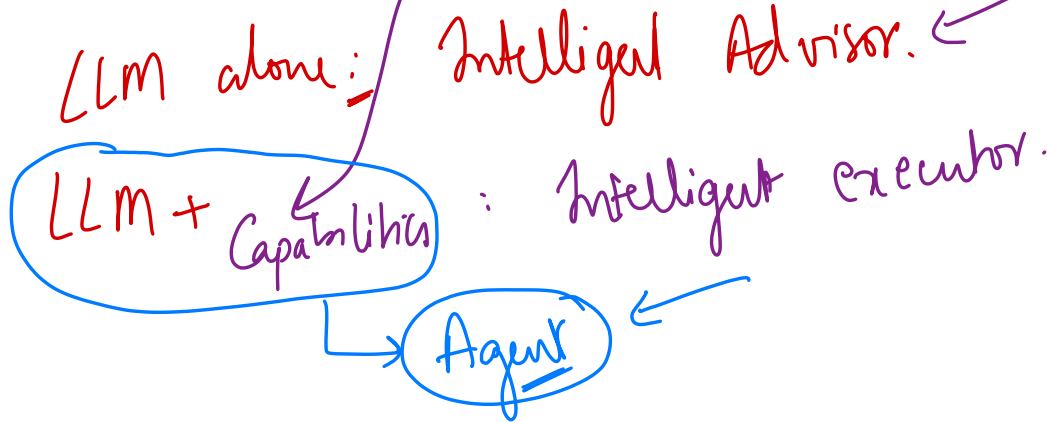 LLM alone: Intelligent Advisor.
LLM + Capabilities : Intelligent executor.
Agent